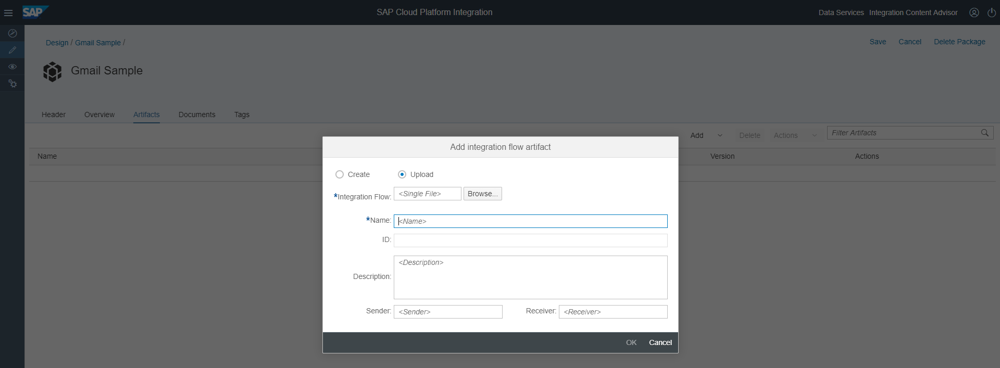 SAP
SAP Cloud Platform Integration
Data Services Integration Content Advisor
Design / Gmail Sample /
Save Cancel Delete Package
Gmail Sample
Header Overview Artifacts Documents Tags
Add Delete Actions Filter Artifacts
Name Version Actions
Add integration flow artifact
Create Upload
*Integration Flow: <Single File> Browse...
*Name: <Name>
ID:
Description: <Description>
Sender: <Sender> Receiver: <Receiver>
OK Cancel